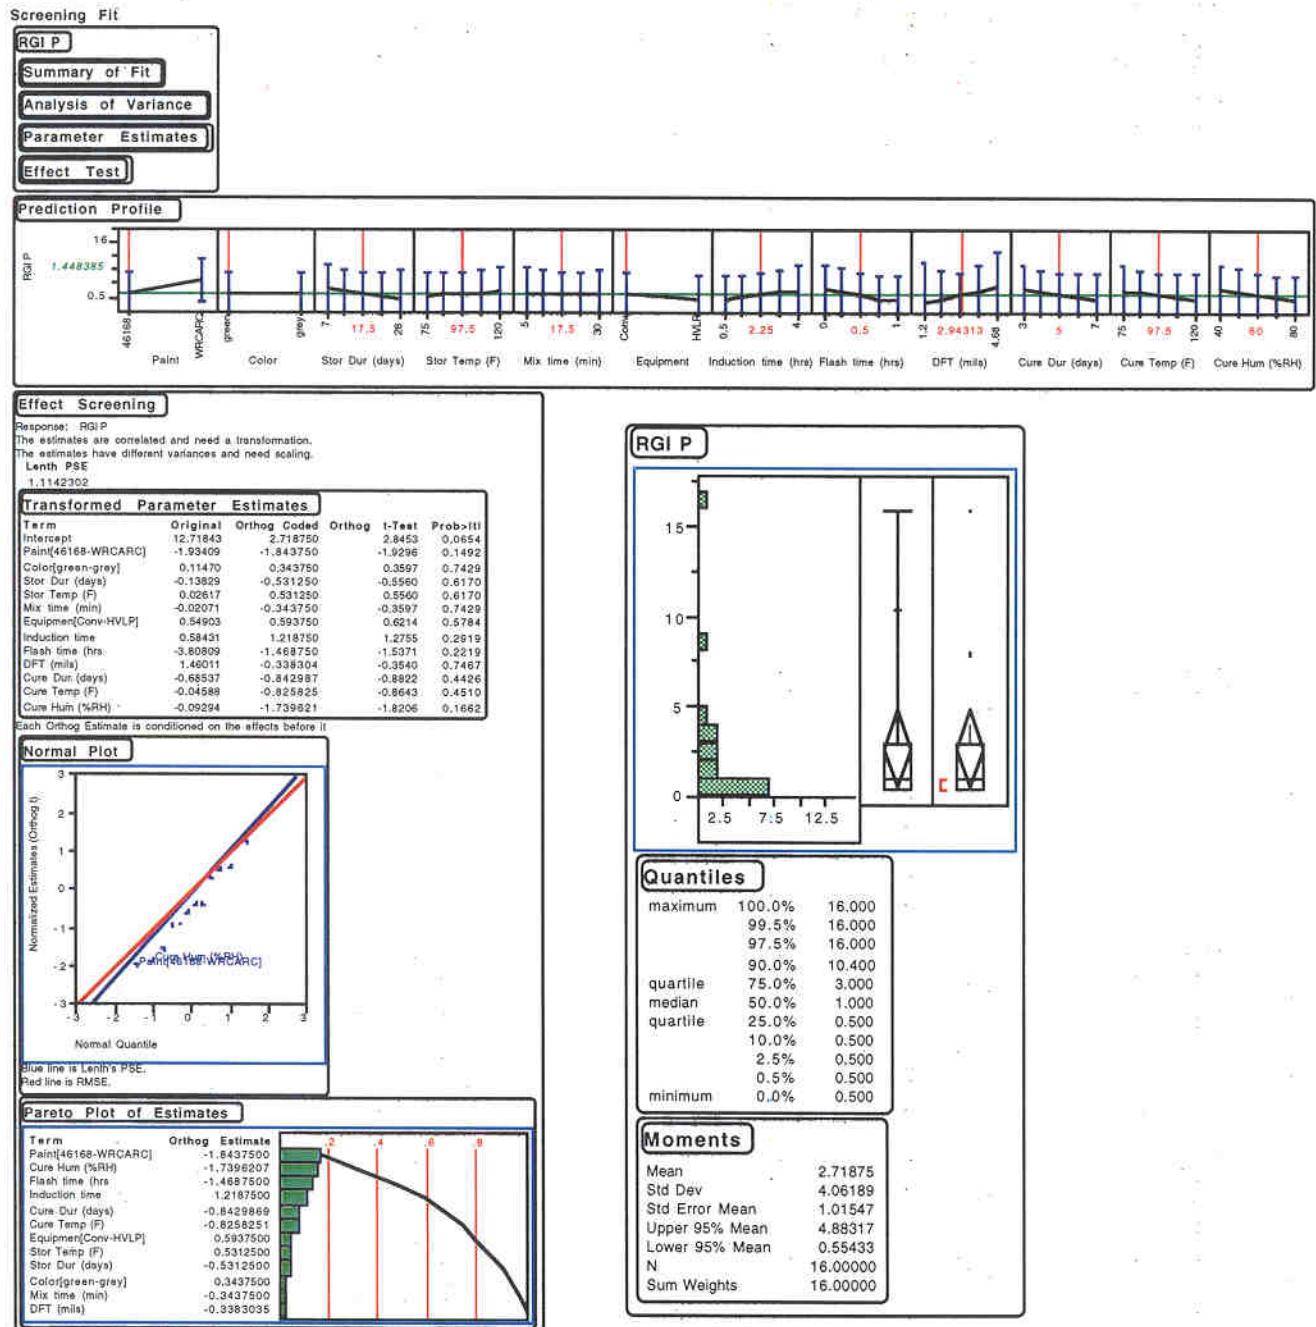 Screening Fit
RGI P
Summary of Fit
Analysis of Variance
Parameter Estimates
Effect Test
Prediction Profile
RGI P
16
1.448385
0.5
46168 WRCARC green grey 7 17.5 28 75 97.5 120 5 17.5 30 Conv HVLP 0.5 2.25 4 0 0.5 1 1.2 2.94313 4.68 3 5 7 75 97.5 120 40 60 80
Paint Color Stor Dur (days) Stor Temp (F) Mix time (min) Equipment Induction time (hrs) Flash time (hrs) DFT (mils) Cure Dur (days) Cure Temp (F) Cure Hum (%RH)
Effect Screening
Response: RGI P
The estimates are correlated and need a transformation.
The estimates have different variances and need scaling.
Lenth PSE
1.1142302
Transformed Parameter Estimates
Term Original Orthog Coded Orthog t-Test Prob>|t|
Intercept 12.71843 2.718750 2.8453 0.0654
Paint[46168-WRCARC] -1.93409 -1.843750 -1.9296 0.1492
Color[green-grey] 0.11470 0.343750 0.3597 0.7429
Stor Dur (days) -0.13829 -0.531250 -0.5560 0.6170
Stor Temp (F) 0.02617 0.531250 0.5560 0.6170
Mix time (min) -0.02071 -0.343750 -0.3597 0.7429
Equipmen[Conv-HVLP] 0.54903 0.593750 0.6214 0.5784
Induction time 0.58431 1.218750 1.2755 0.2919
Flash time (hrs -3.80809 -1.468750 -1.5371 0.2219
DFT (mils) 1.46011 -0.338304 -0.3540 0.7467
Cure Dur (days) -0.68537 -0.842987 -0.8822 0.4426
Cure Temp (F) -0.04588 -0.825825 -0.8643 0.4510
Cure Hum (%RH) -0.09294 -1.739621 -1.8206 0.1662
Each Orthog Estimate is conditioned on the effects before it
Normal Plot
Normalized Estimates (Orthog t)
3
2
1
0
-1
-2
-3
Cure Hum (%RH)
Paint[46168-WRCARC]
-3 -2 -1 0 1 2 3
Normal Quantile
Blue line is Lenth's PSE.
Red line is RMSE.
Pareto Plot of Estimates
Term Orthog Estimate .2 .4 .6 .8
Paint[46168-WRCARC] -1.8437500
Cure Hum (%RH) -1.7396207
Flash time (hrs -1.4687500
Induction time 1.2187500
Cure Dur (days) -0.8429869
Cure Temp (F) -0.8258251
Equipmen[Conv-HVLP] 0.5937500
Stor Temp (F) 0.5312500
Stor Dur (days) -0.5312500
Color[green-grey] 0.3437500
Mix time (min) -0.3437500
DFT (mils) -0.3383035
RGI P
15
10
5
0
2.5 7.5 12.5
Quantiles
maximum 100.0% 16.000
99.5% 16.000
97.5% 16.000
90.0% 10.400
quartile 75.0% 3.000
median 50.0% 1.000
quartile 25.0% 0.500
10.0% 0.500
2.5% 0.500
0.5% 0.500
minimum 0.0% 0.500
Moments
Mean 2.71875
Std Dev 4.06189
Std Error Mean 1.01547
Upper 95% Mean 4.88317
Lower 95% Mean 0.55433
N 16.00000
Sum Weights 16.00000